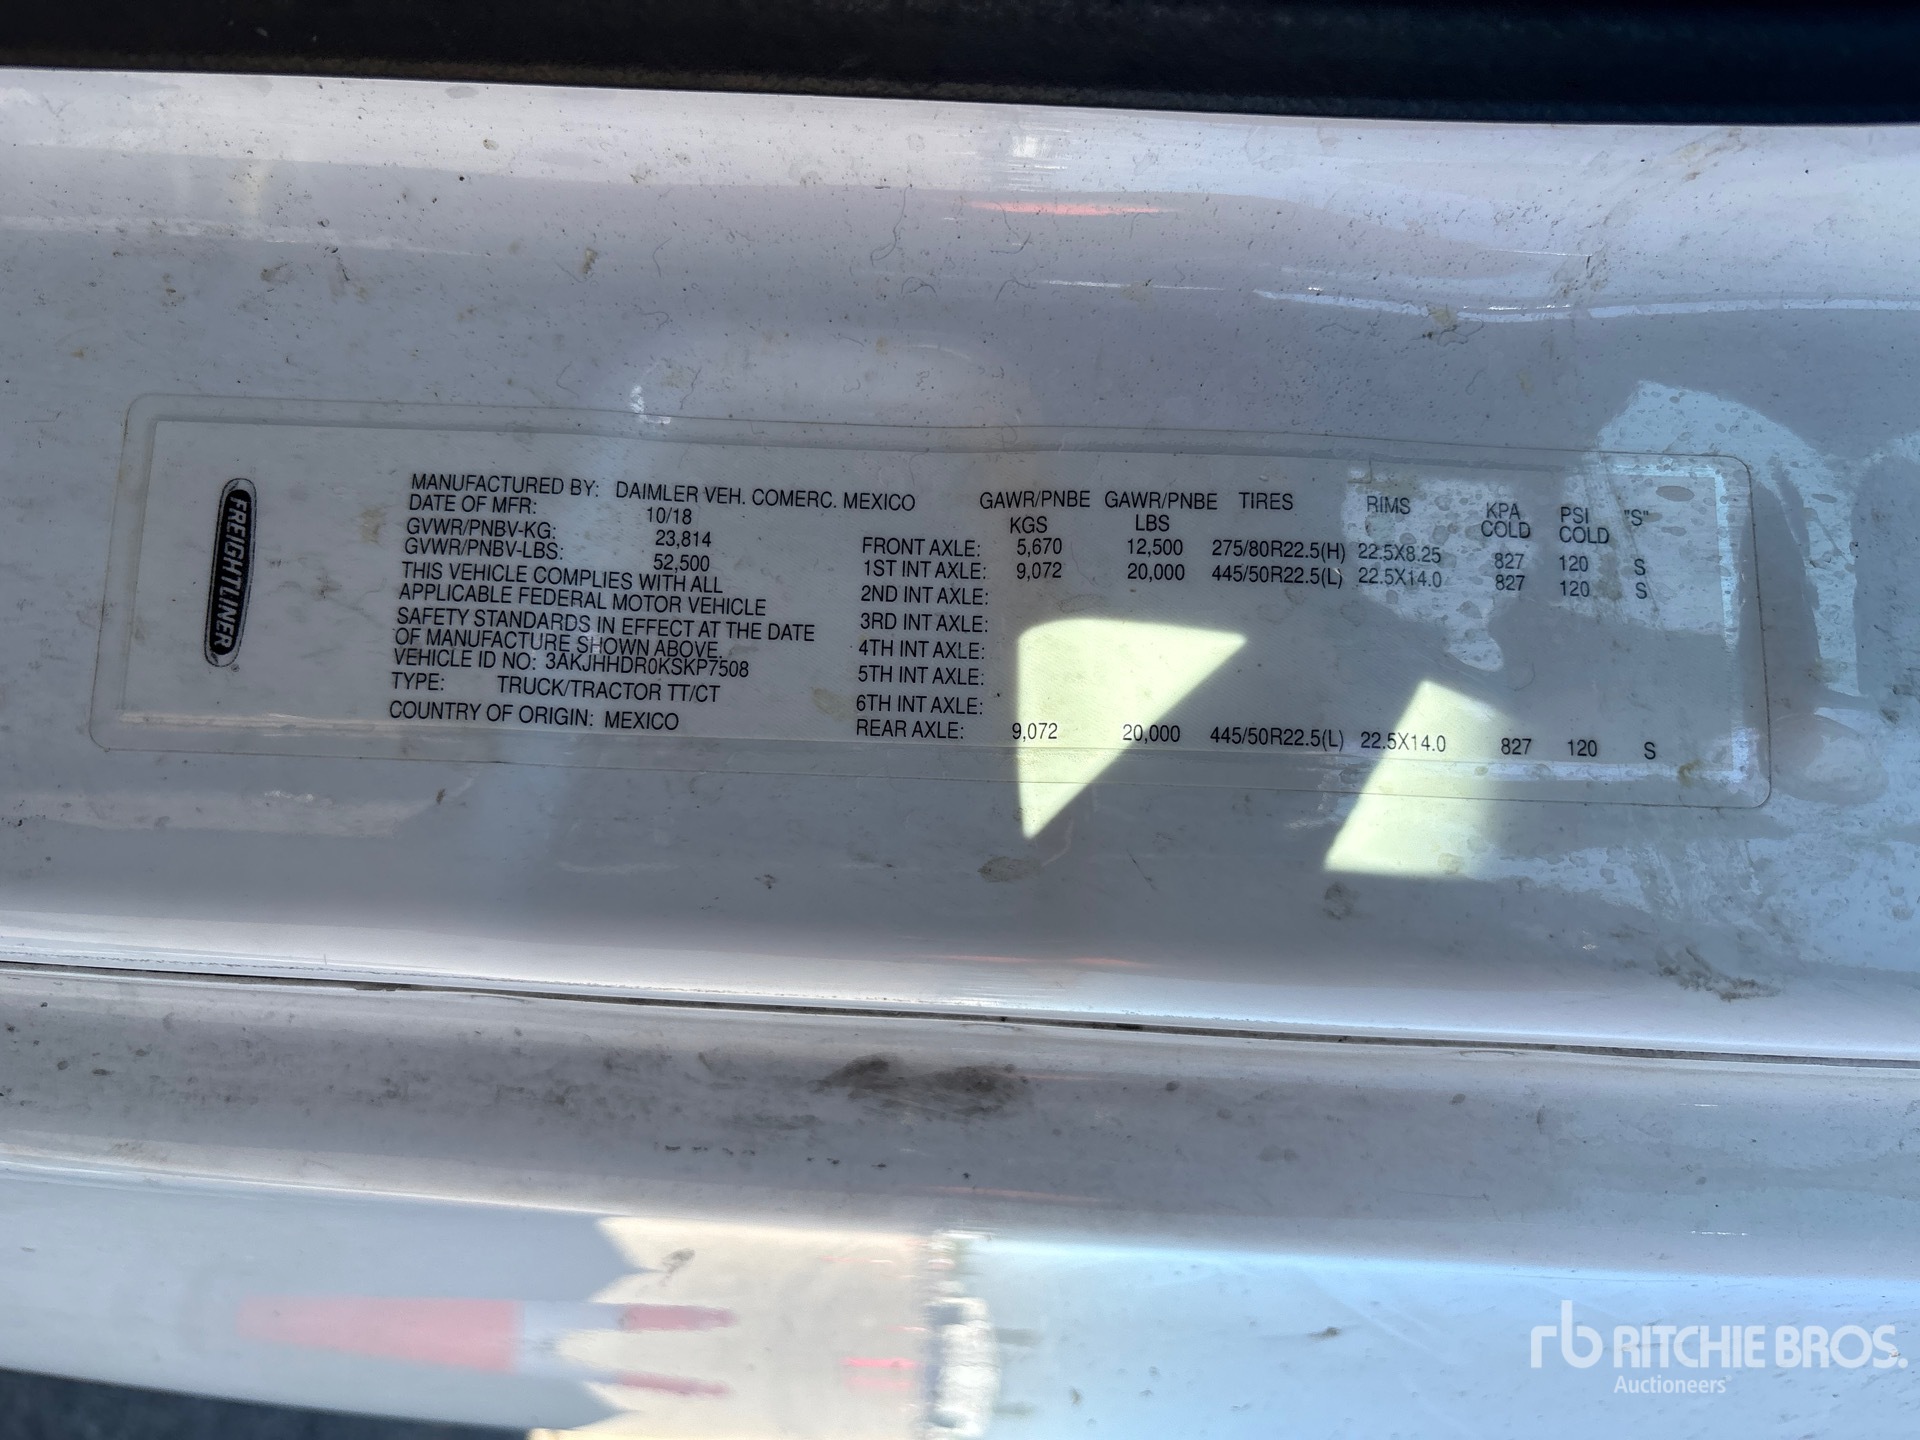 FREIGHTLINER
MANUFACTURED BY: DAIMLER VEH. COMERC. MEXICO
DATE OF MFR: 10/18
GVWR/PNBV-KG: 23,814
GVWR/PNBV-LBS: 52,500
THIS VEHICLE COMPLIES WITH ALL
APPLICABLE FEDERAL MOTOR VEHICLE
SAFETY STANDARDS IN EFFECT AT THE DATE
OF MANUFACTURE SHOWN ABOVE.
VEHICLE ID NO: 3AKJHHDR0KSKP7508
TYPE: TRUCK/TRACTOR TT/CT
COUNTRY OF ORIGIN: MEXICO
GAWR/PNBE GAWR/PNBE TIRES RIMS KPA PSI "S"
KGS LBS COLD COLD
FRONT AXLE: 5,670 12,500 275/80R22.5(H) 22.5X8.25 827 120 S
1ST INT AXLE: 9,072 20,000 445/50R22.5(L) 22.5X14.0 827 120 S
2ND INT AXLE:
3RD INT AXLE:
4TH INT AXLE:
5TH INT AXLE:
6TH INT AXLE:
REAR AXLE: 9,072 20,000 445/50R22.5(L) 22.5X14.0 827 120 S
rb RITCHIE BROS.
Auctioneers